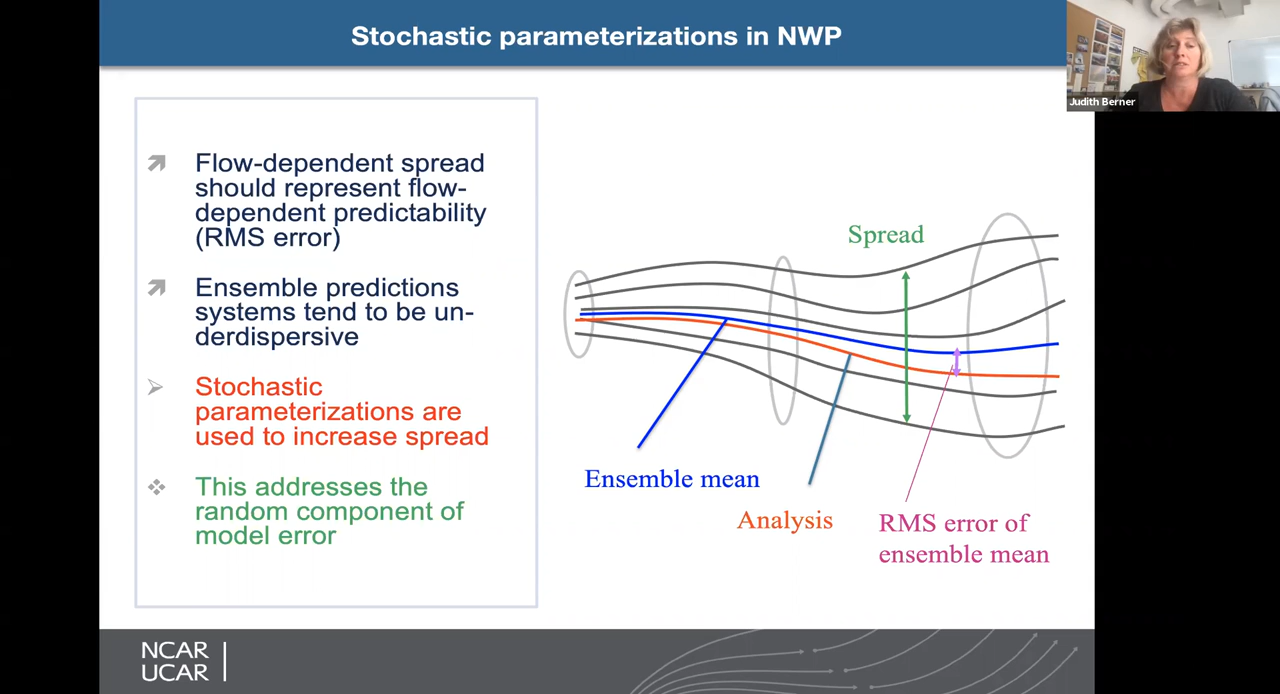 Stochastic parameterizations in NWP
Judith Berner
Flow-dependent spread
should represent flow-
dependent predictability
(RMS error)
Ensemble predictions
systems tend to be un-
derdispersive
Stochastic
parameterizations are
used to increase spread
This addresses the
random component of
model error
Spread
Ensemble mean
Analysis
RMS error of
ensemble mean
NCAR
UCAR